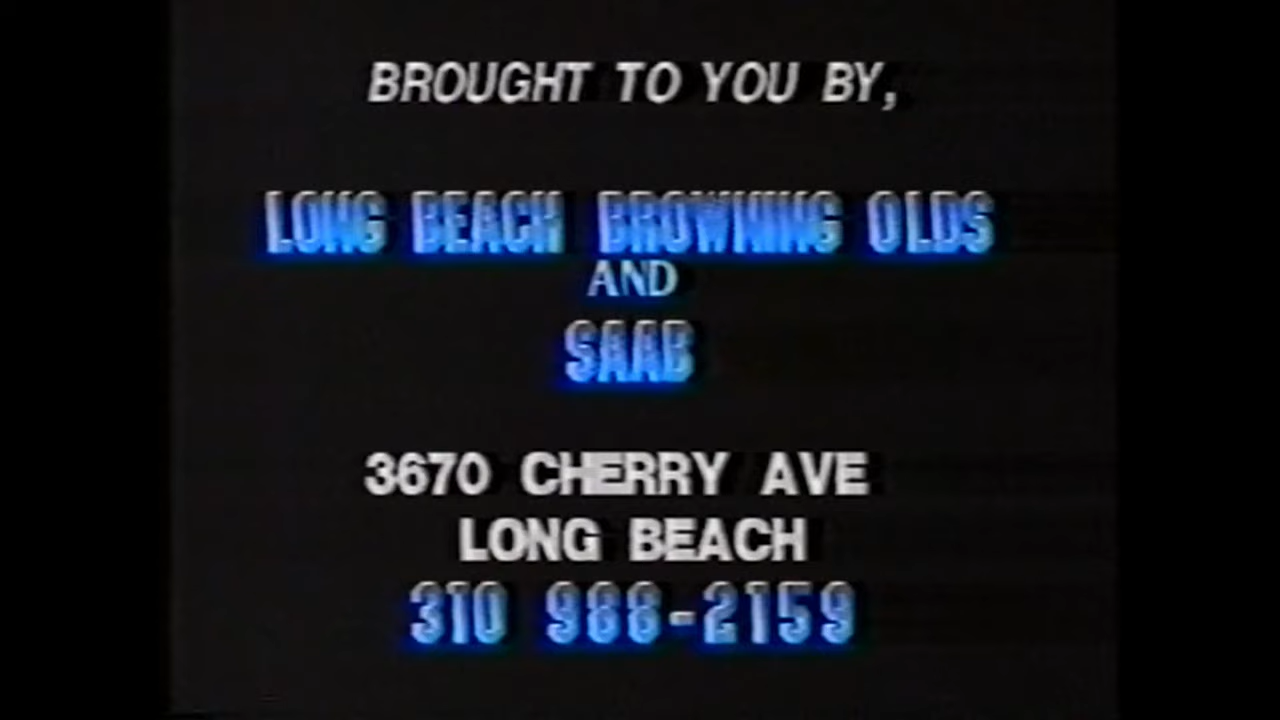 BROUGHT TO YOU BY,
LONG BEACH BROWNING OLDS
AND
SAAB
3670 CHERRY AVE
LONG BEACH
310 988-2159